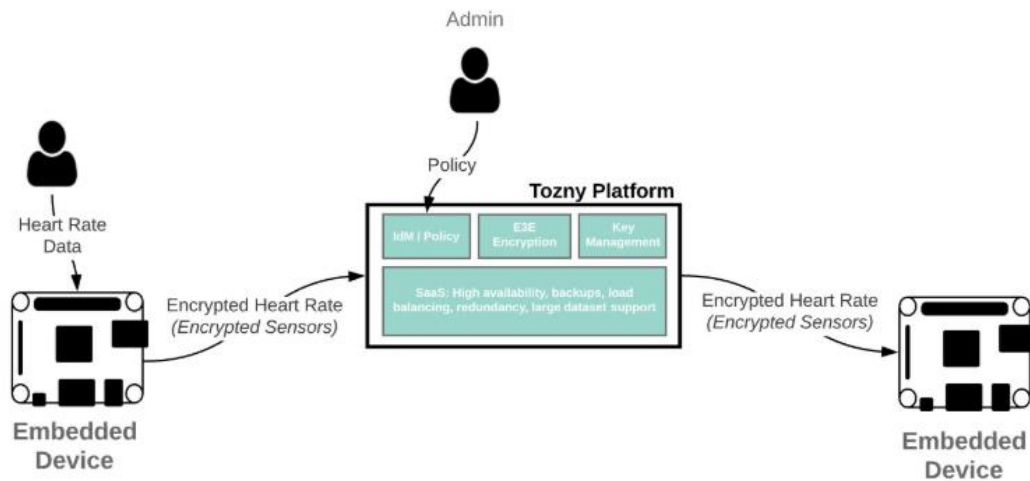 Admin
Policy
Tozny Platform
Heart Rate
Data
IdM / Policy
E3E
Encryption
Key
Management
SaaS: High availability, backups, load
balancing, redundancy, large dataset support
Encrypted Heart Rate
(Encrypted Sensors)
Encrypted Heart Rate
(Encrypted Sensors)
Embedded
Device
Embedded
Device